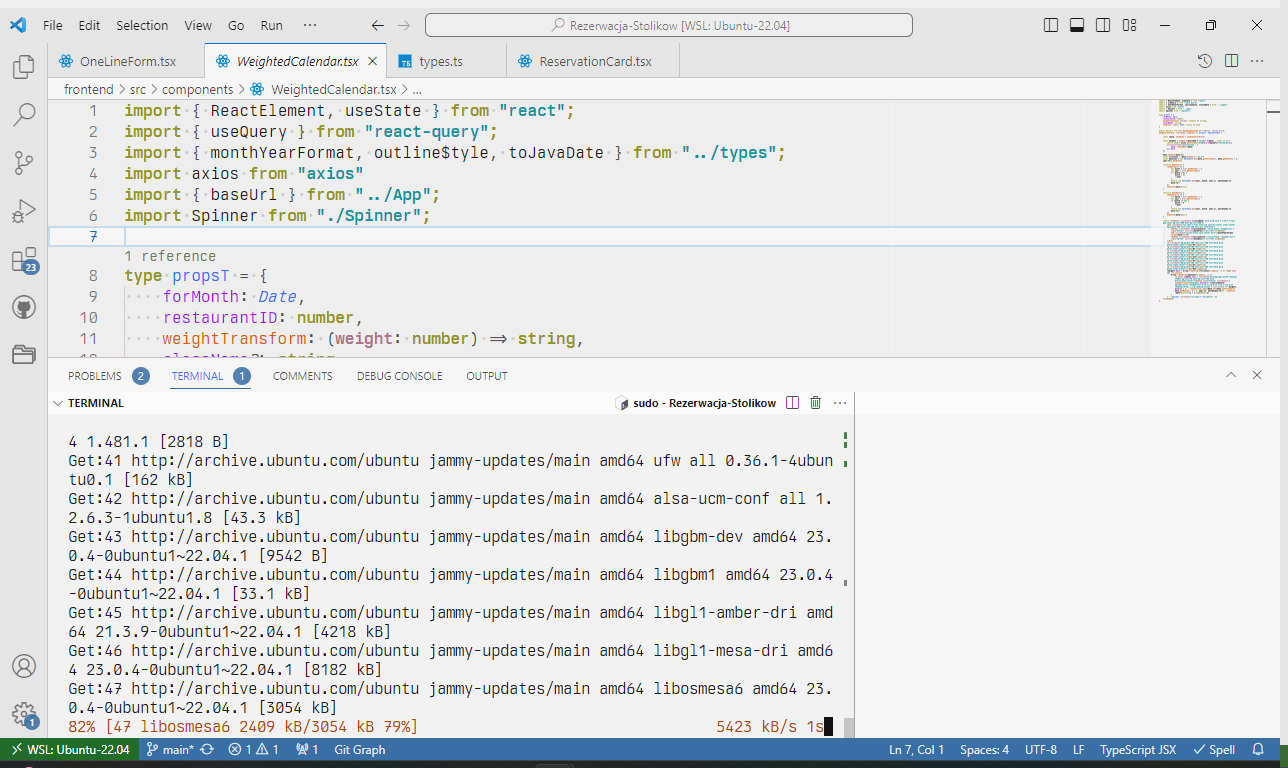 File Edit Selection View Go Run ···
Rezerwacja-Stolikow [WSL: Ubuntu-22.04]
OneLineForm.tsx WeightedCalendar.tsx TS types.ts ReservationCard.tsx
frontend > src > components > WeightedCalendar.tsx > ...
1 import { ReactElement, useState } from "react";
2 import { useQuery } from "react-query";
3 import { monthYearFormat, outline$tyle, toJavaDate } from "../types";
4 import axios from "axios"
5 import { baseUrl } from "../App";
6 import Spinner from "./Spinner";
7
1 reference
8 type propsT = {
9 forMonth: Date,
10 restaurantID: number,
11 weightTransform: (weight: number) => string,
12 className?: string
23
PROBLEMS 2 TERMINAL 1 COMMENTS DEBUG CONSOLE OUTPUT
TERMINAL
sudo - Rezerwacja-Stolikow
4 1.481.1 [2818 B]
Get:41 http://archive.ubuntu.com/ubuntu jammy-updates/main amd64 ufw all 0.36.1-4ubun
tu0.1 [162 kB]
Get:42 http://archive.ubuntu.com/ubuntu jammy-updates/main amd64 alsa-ucm-conf all 1.
2.6.3-1ubuntu1.8 [43.3 kB]
Get:43 http://archive.ubuntu.com/ubuntu jammy-updates/main amd64 libgbm-dev amd64 23.
0.4-0ubuntu1~22.04.1 [9542 B]
Get:44 http://archive.ubuntu.com/ubuntu jammy-updates/main amd64 libgbm1 amd64 23.0.4
-0ubuntu1~22.04.1 [33.1 kB]
Get:45 http://archive.ubuntu.com/ubuntu jammy-updates/main amd64 libgl1-amber-dri amd
64 21.3.9-0ubuntu1~22.04.1 [4218 kB]
Get:46 http://archive.ubuntu.com/ubuntu jammy-updates/main amd64 libgl1-mesa-dri amd6
4 23.0.4-0ubuntu1~22.04.1 [8182 kB]
Get:47 http://archive.ubuntu.com/ubuntu jammy-updates/main amd64 libosmesa6 amd64 23.
0.4-0ubuntu1~22.04.1 [3054 kB]
82% [47 libosmesa6 2409 kB/3054 kB 79%] 5423 kB/s 1s
1
WSL: Ubuntu-22.04 main* 1 1 1 Git Graph Ln 7, Col 1 Spaces: 4 UTF-8 LF TypeScript JSX Spell